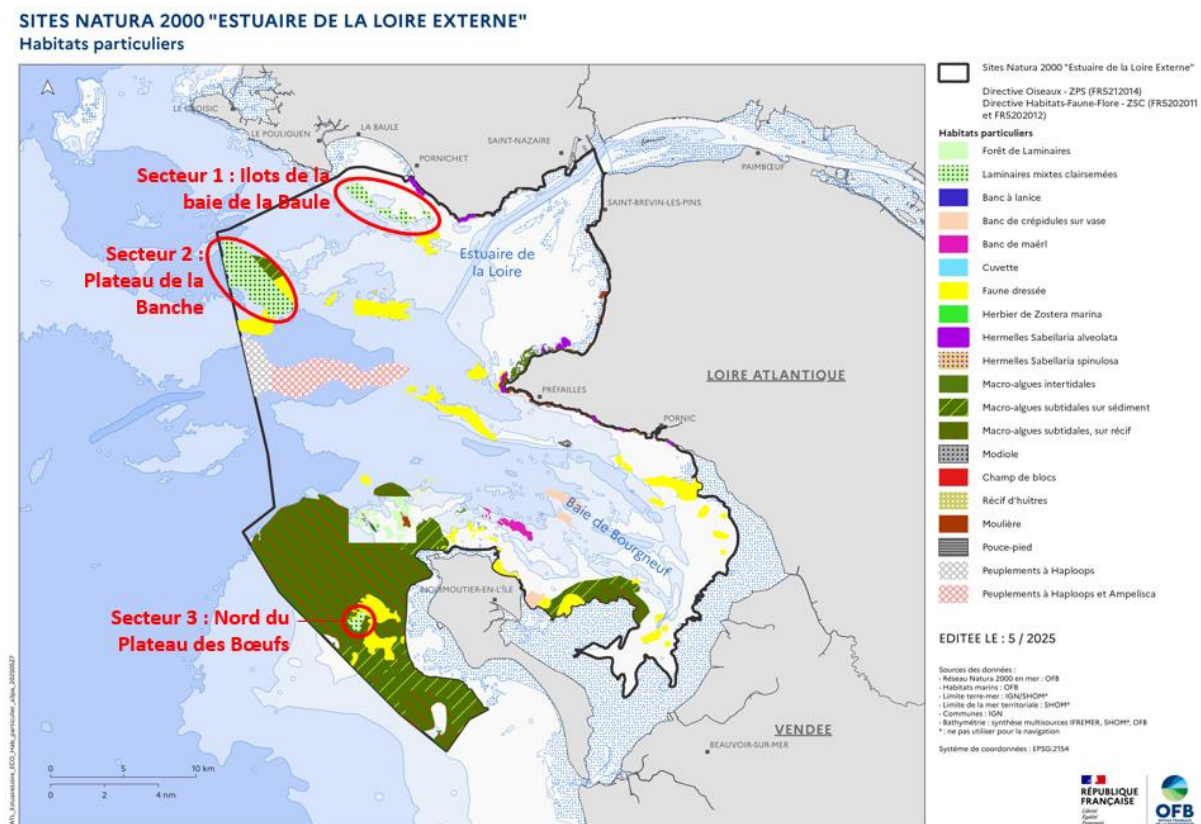 SITES NATURA 2000 "ESTUAIRE DE LA LOIRE EXTERNE"
Habitats particuliers
LE CROISIC
LE POULIGUEN
LA BAULE
PORNICHET
SAINT-NAZAIRE
PAIMBŒUF
SAINT-BREVIN-LES-PINS
Secteur 1 : Ilots de la
baie de la Baule
Secteur 2 :
Plateau de la
Banche
Estuaire
de la Loire
PRÉFAILLES
LOIRE ATLANTIQUE
PORNIC
Baie de Bourgneuf
NOIRMOUTIER-EN-L'ÎLE
Secteur 3 : Nord du
Plateau des Bœufs
VENDEE
BEAUVOIR-SUR-MER
0 5 10 km
0 2 4 nm
Sites Natura 2000 "Estuaire de la Loire Externe"
Directive Oiseaux - ZPS (FR5212014)
Directive Habitats-Faune-Flore - ZSC (FR5202011
et FR5202012)
Habitats particuliers
Forêt de Laminaires
Laminaires mixtes clairsemées
Banc à lanice
Banc de crépidules sur vase
Banc de maërl
Cuvette
Faune dressée
Herbier de Zostera marina
Hermelles Sabellaria alveolata
Hermelles Sabellaria spinulosa
Macro-algues intertidales
Macro-algues subtidales sur sédiment
Macro-algues subtidales, sur récif
Modiole
Champ de blocs
Récif d'huitres
Moulière
Pouce-pied
Peuplements à Haploops
Peuplements à Haploops et Ampelisca
EDITEE LE : 5 / 2025
Sources des données :
- Réseau Natura 2000 en mer : OFB
- Habitats marins : OFB
- Limite terre-mer : IGN/SHOM*
- Limite de la mer territoriale : SHOM*
- Communes : IGN
- Bathymétrie : synthèse multisources IFREMER, SHOM*, OFB
* : ne pas utiliser pour la navigation
Système de coordonnées : EPSG:2154
RÉPUBLIQUE
FRANÇAISE
Liberté
Égalité
Fraternité
OFB